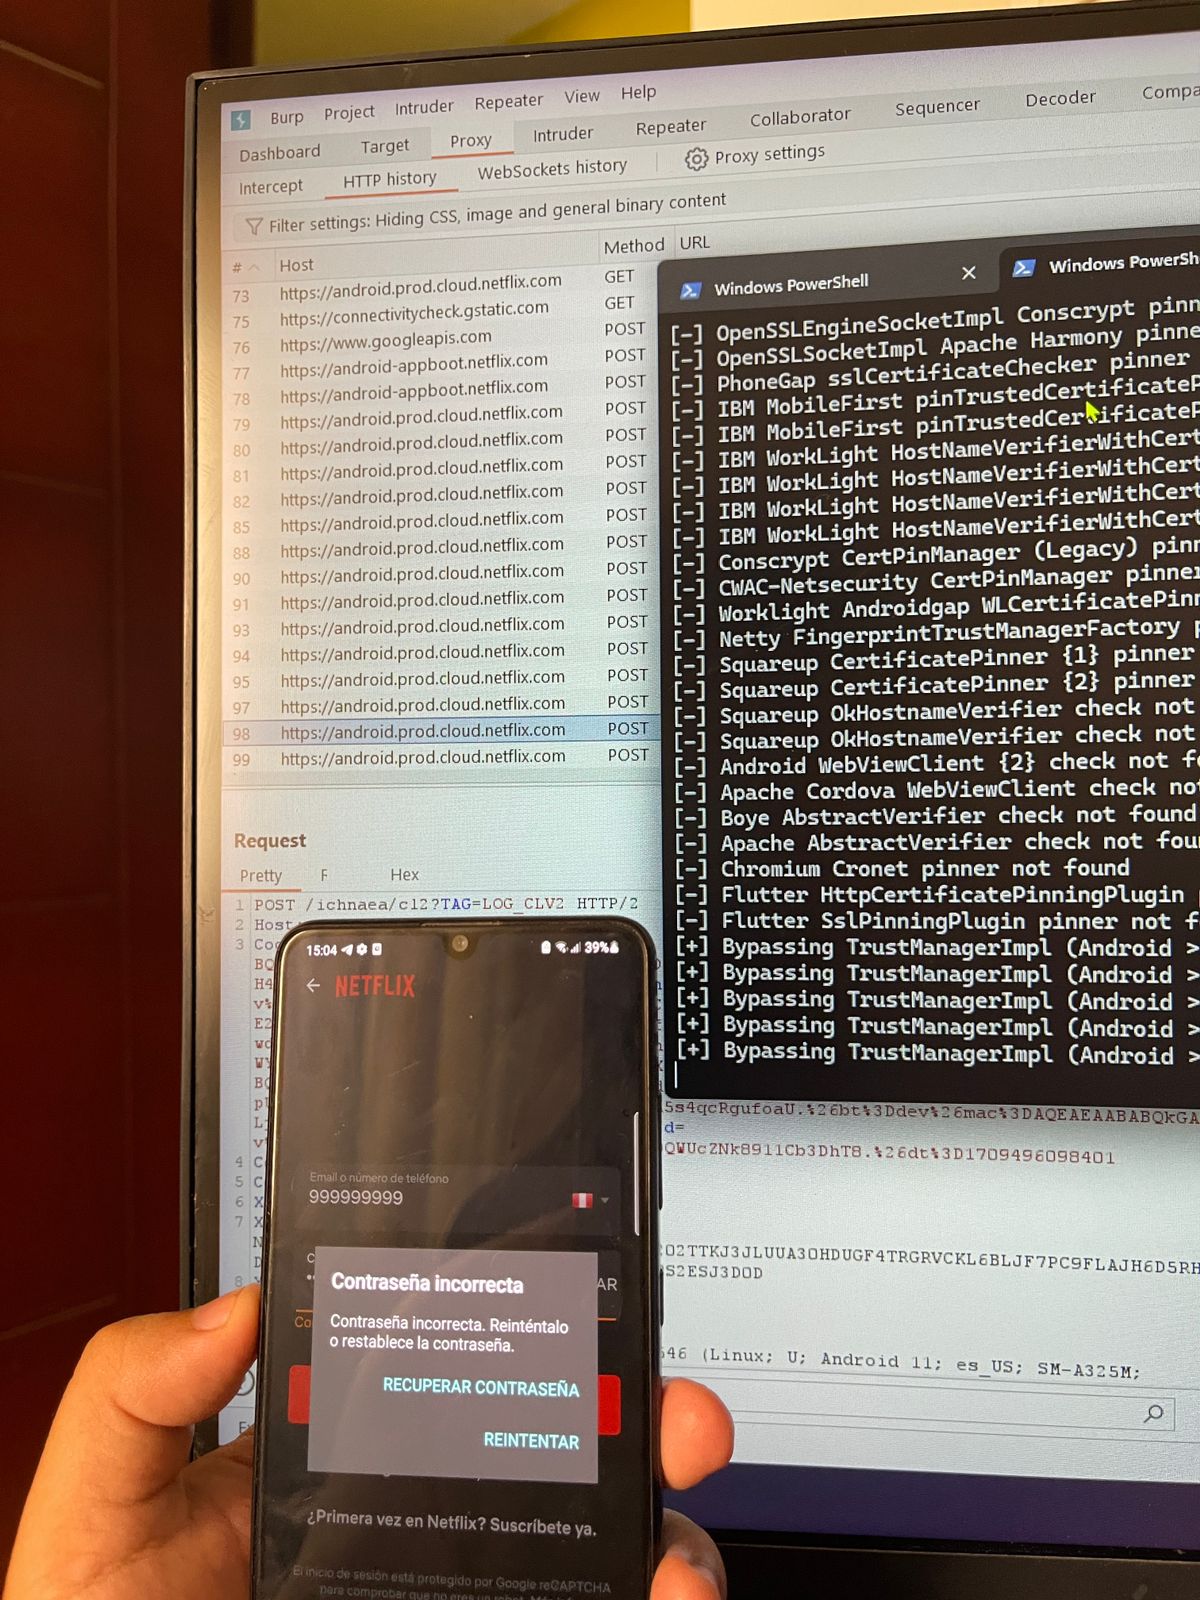 Burp Project Intruder Repeater View Help
Dashboard Target Proxy Intruder Repeater Collaborator Sequencer Decoder
Intercept HTTP history WebSockets history Proxy settings
Filter settings: Hiding CSS, image and general binary content
# Host Method URL
73 https://android.prod.cloud.netflix.com GET
75 https://connectivitycheck.gstatic.com GET
76 https://www.googleapis.com POST
77 https://android-appboot.netflix.com POST
78 https://android-appboot.netflix.com POST
79 https://android.prod.cloud.netflix.com POST
80 https://android.prod.cloud.netflix.com POST
81 https://android.prod.cloud.netflix.com POST
82 https://android.prod.cloud.netflix.com POST
85 https://android.prod.cloud.netflix.com POST
88 https://android.prod.cloud.netflix.com POST
90 https://android.prod.cloud.netflix.com POST
91 https://android.prod.cloud.netflix.com POST
93 https://android.prod.cloud.netflix.com POST
94 https://android.prod.cloud.netflix.com POST
95 https://android.prod.cloud.netflix.com POST
97 https://android.prod.cloud.netflix.com POST
98 https://android.prod.cloud.netflix.com POST
99 https://android.prod.cloud.netflix.com POST
Windows PowerShell Windows PowerSh
[-] OpenSSLEngineSocketImpl Conscrypt pinn
[-] OpenSSLSocketImpl Apache Harmony pinne
[-] PhoneGap sslCertificateChecker pinner
[-] IBM MobileFirst pinTrustedCertificateP
[-] IBM MobileFirst pinTrustedCertificateP
[-] IBM WorkLight HostNameVerifierWithCert
[-] IBM WorkLight HostNameVerifierWithCert
[-] IBM WorkLight HostNameVerifierWithCert
[-] IBM WorkLight HostNameVerifierWithCert
[-] Conscrypt CertPinManager (Legacy) pinn
[-] CWAC-Netsecurity CertPinManager pinner
[-] Worklight Androidgap WLCertificatePinn
[-] Netty FingerprintTrustManagerFactory p
[-] Squareup CertificatePinner {1} pinner
[-] Squareup CertificatePinner {2} pinner
[-] Squareup OkHostnameVerifier check not
[-] Squareup OkHostnameVerifier check not
[-] Android WebViewClient {2} check not fo
[-] Apache Cordova WebViewClient check not
[-] Boye AbstractVerifier check not found
[-] Apache AbstractVerifier check not fou
[-] Chromium Cronet pinner not found
[-] Flutter HttpCertificatePinningPlugin
[-] Flutter SslPinningPlugin pinner not f
[+] Bypassing TrustManagerImpl (Android >
[+] Bypassing TrustManagerImpl (Android >
[+] Bypassing TrustManagerImpl (Android >
[+] Bypassing TrustManagerImpl (Android >
[+] Bypassing TrustManagerImpl (Android >
Request
Pretty Hex
1 POST /ichnaea/cl2?TAG=LOG_CLV2 HTTP/2
2 Host
3 Coo
5s4qcRgufoaU.%26bt%3Ddev%26mac%3DAQEAEAABABQkGA
d=
QWUcZNk8911Cb3DhT8.%26dt%3D1709496098401
O2TTKJ3JLUUA3OHDUGF4TRGRVCKL6BLJF7PC9FLAJH6D5RH
S2ESJ3DOD
646 (Linux; U; Android 11; es_US; SM-A325M;
15:04 39%
NETFLIX
Email o número de teléfono
999999999
AR
Contraseña incorrecta
Contraseña incorrecta. Reinténtalo
o restablece la contraseña.
RECUPERAR CONTRASEÑA
REINTENTAR
¿Primera vez en Netflix? Suscríbete ya.
El inicio de sesión está protegido por Google reCAPTCHA
para comprobar que no eres un robot.